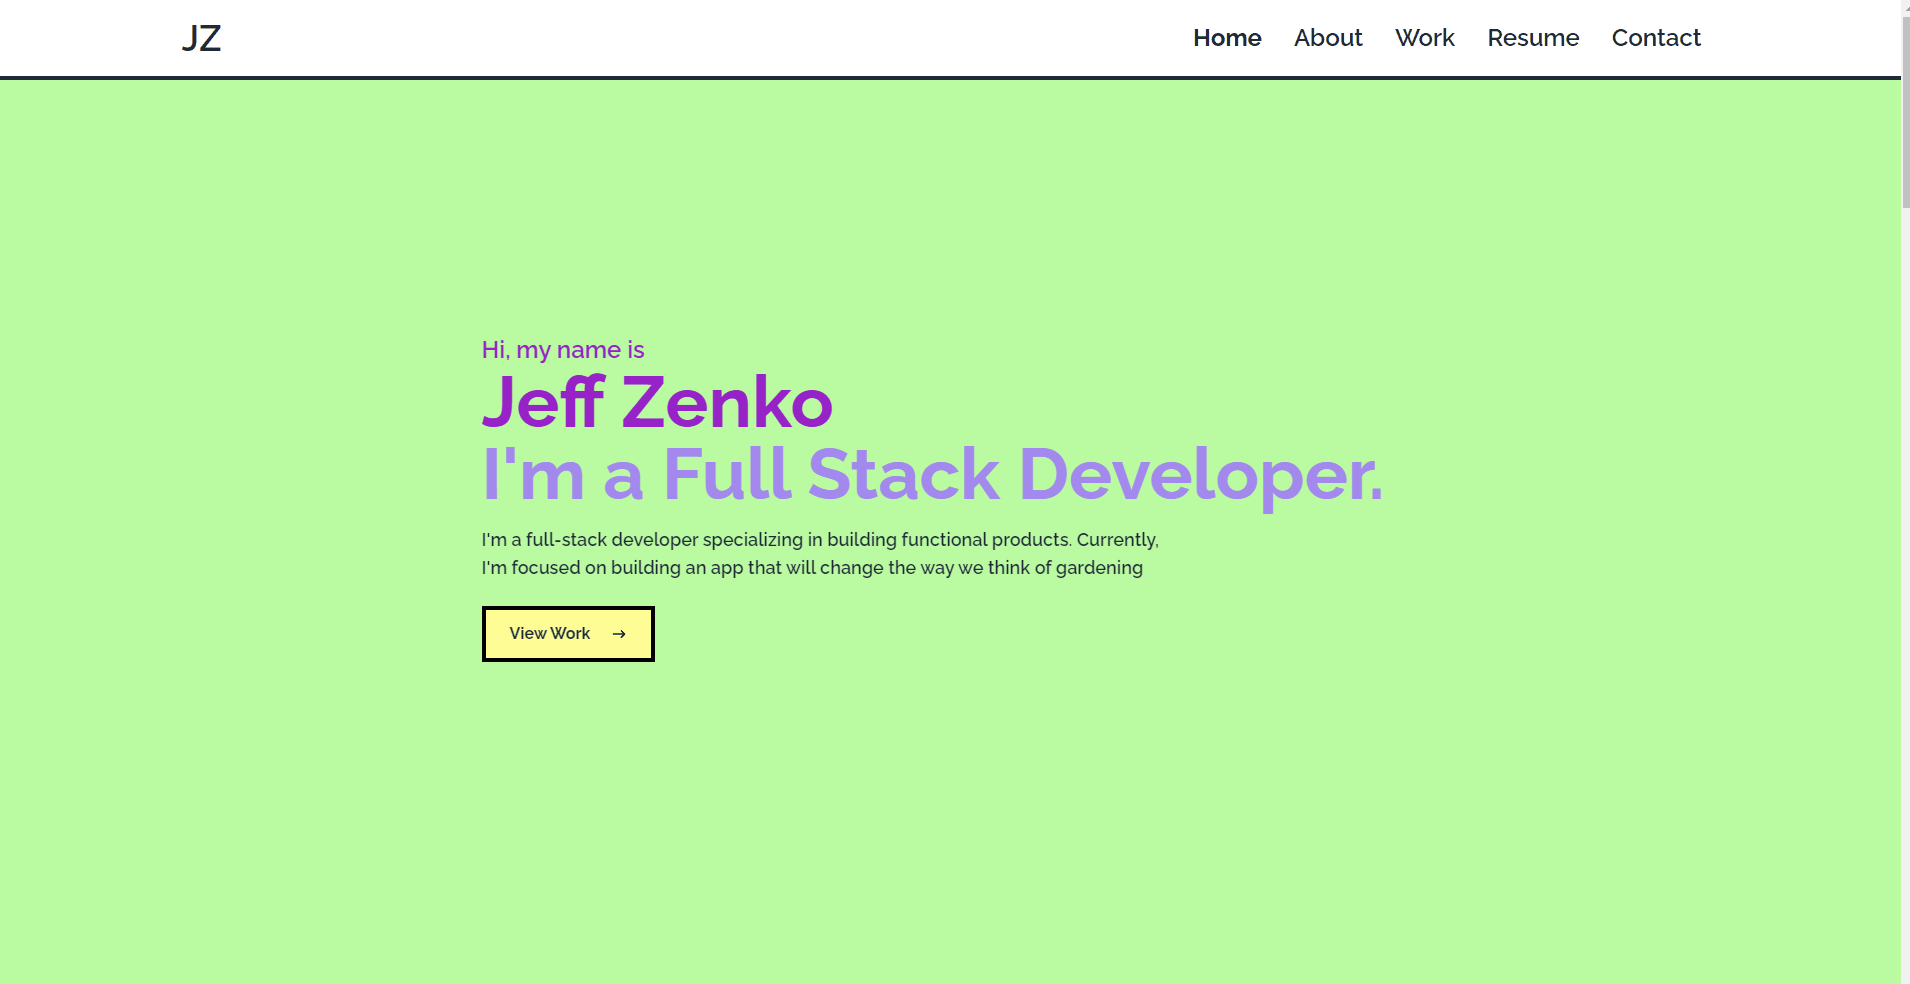 JZ
Home About Work Resume Contact
Hi, my name is
Jeff Zenko
I'm a Full Stack Developer.
I'm a full-stack developer specializing in building functional products. Currently,
I'm focused on building an app that will change the way we think of gardening
View Work →